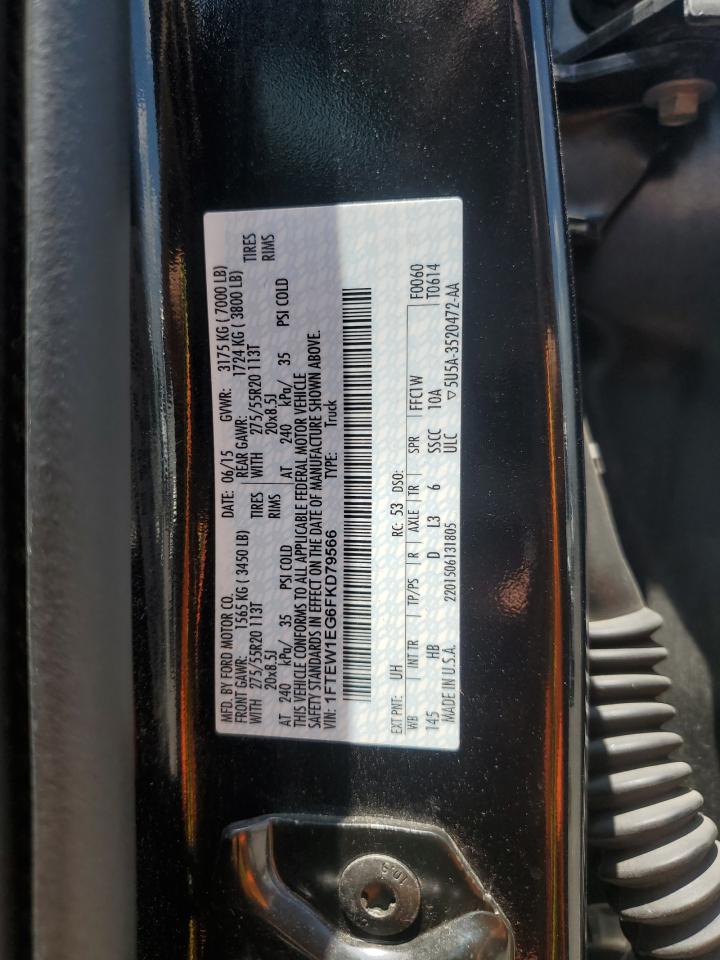 MFD. BY FORD MOTOR CO. DATE: 06/15 GVWR: 3175 KG ( 7000 LB)
FRONT GAWR: 1565 KG ( 3450 LB) REAR GAWR: 1724 KG ( 3800 LB)
WITH 275/55R20 113T TIRES WITH 275/55R20 113T TIRES
20x8.5J RIMS 20x8.5J RIMS
AT 240 kPa/ 35 PSI COLD AT 240 kPa/ 35 PSI COLD
THIS VEHICLE CONFORMS TO ALL APPLICABLE FEDERAL MOTOR VEHICLE
SAFETY STANDARDS IN EFFECT ON THE DATE OF MANUFACTURE SHOWN ABOVE.
VIN: 1FTEW1EG6FKD79566 TYPE: Truck
EXT PNT: UH RC: 53 DSO: F0060
WB INT TR TP/PS R AXLE TR SPR FFC1W T0614
145 HB D L3 6 SSCC 10A
MADE IN U.S.A. 2201506131805 ULC ▽5U5A-3520472-AA
10.9